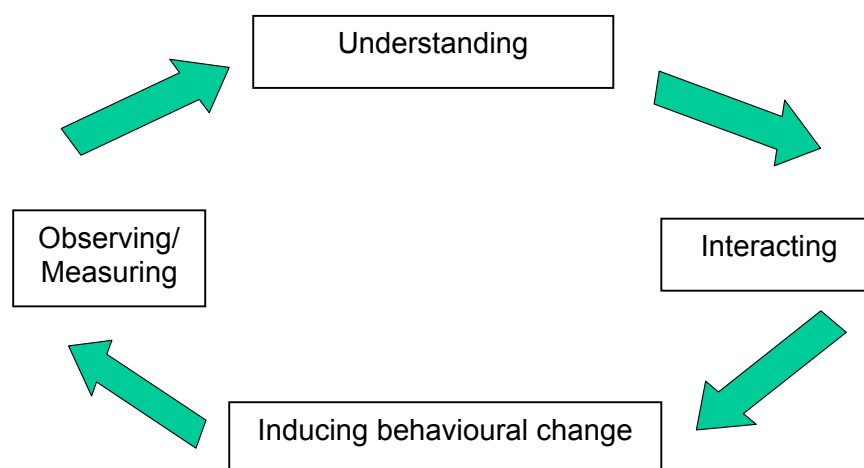 Understanding
Observing/
Measuring
Interacting
Inducing behavioural change